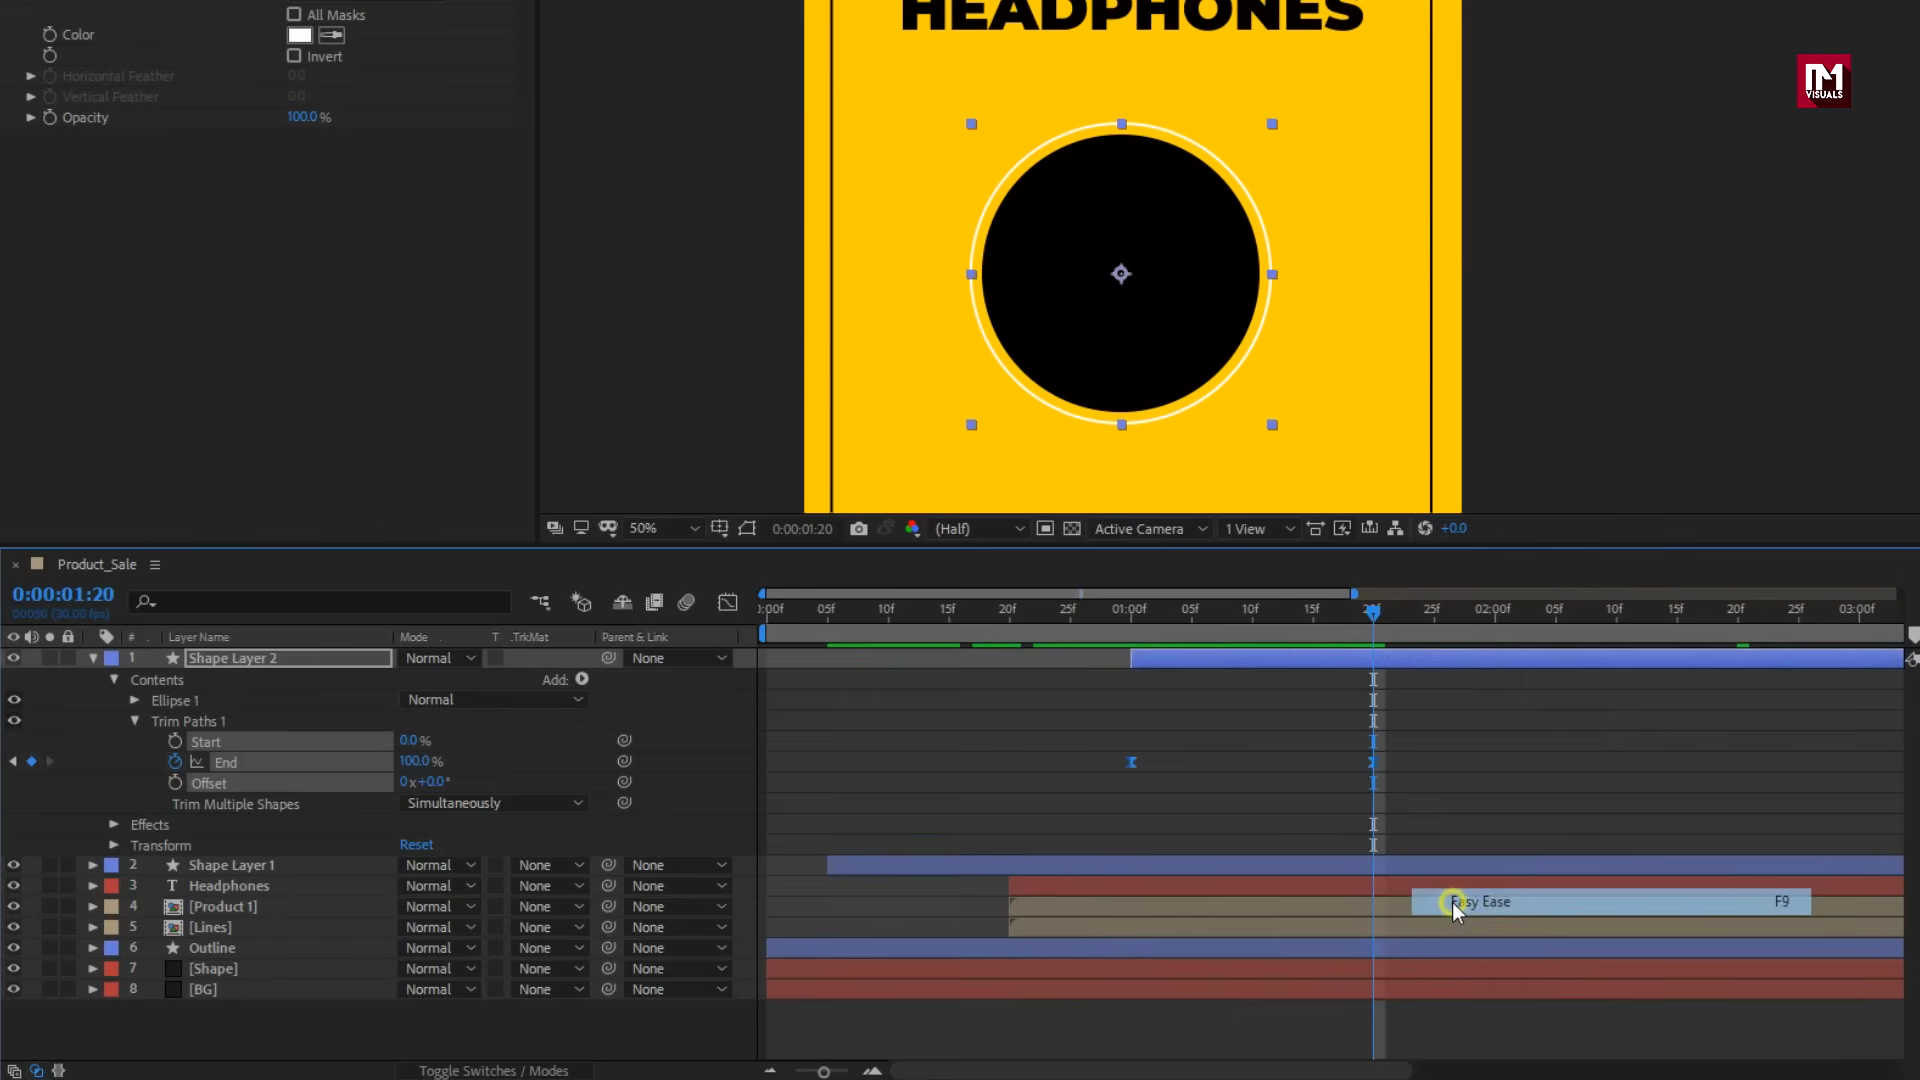 All Masks
Color
Invert
Horizontal Feather 0.0
Vertical Feather 0.0
Opacity 100.0 %
HEADPHONES
VISUALS
50% 0:00:01:20 (Half) Active Camera 1 View +0.0
× Product_Sale
0:00:01:20
00050 (30.00 fps)
:00f 05f 10f 15f 20f 25f 01:00f 05f 10f 15f 20f 25f 02:00f 05f 10f 15f 20f 25f 03:00f
# Layer Name Mode T .TrkMat Parent & Link
1 Shape Layer 2 Normal None
Contents Add:
Ellipse 1 Normal
Trim Paths 1
Start 0.0 %
End 100.0 %
Offset 0 x +0.0 °
Trim Multiple Shapes Simultaneously
Effects
Transform Reset
2 Shape Layer 1 Normal None None
3 T Headphones Normal None None
4 [Product 1] Normal None None
Easy Ease F9
5 [Lines] Normal None None
6 Outline Normal None None
7 [Shape] Normal None None
8 [BG] Normal None None
Toggle Switches / Modes